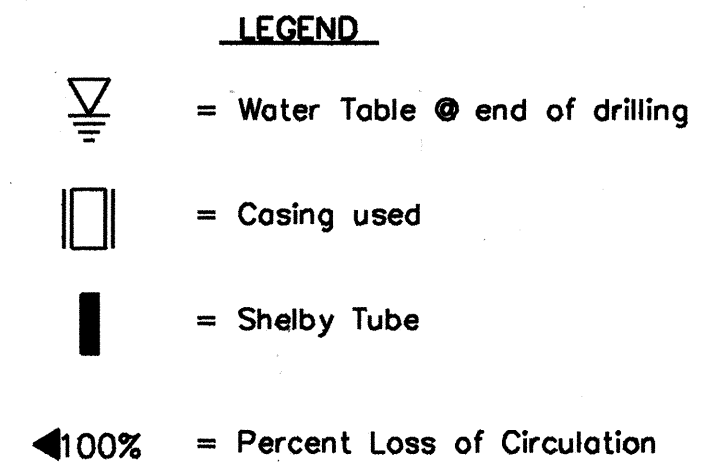 LEGEND
= Water Table @ end of drilling
= Casing used
= Shelby Tube
◀100% = Percent Loss of Circulation